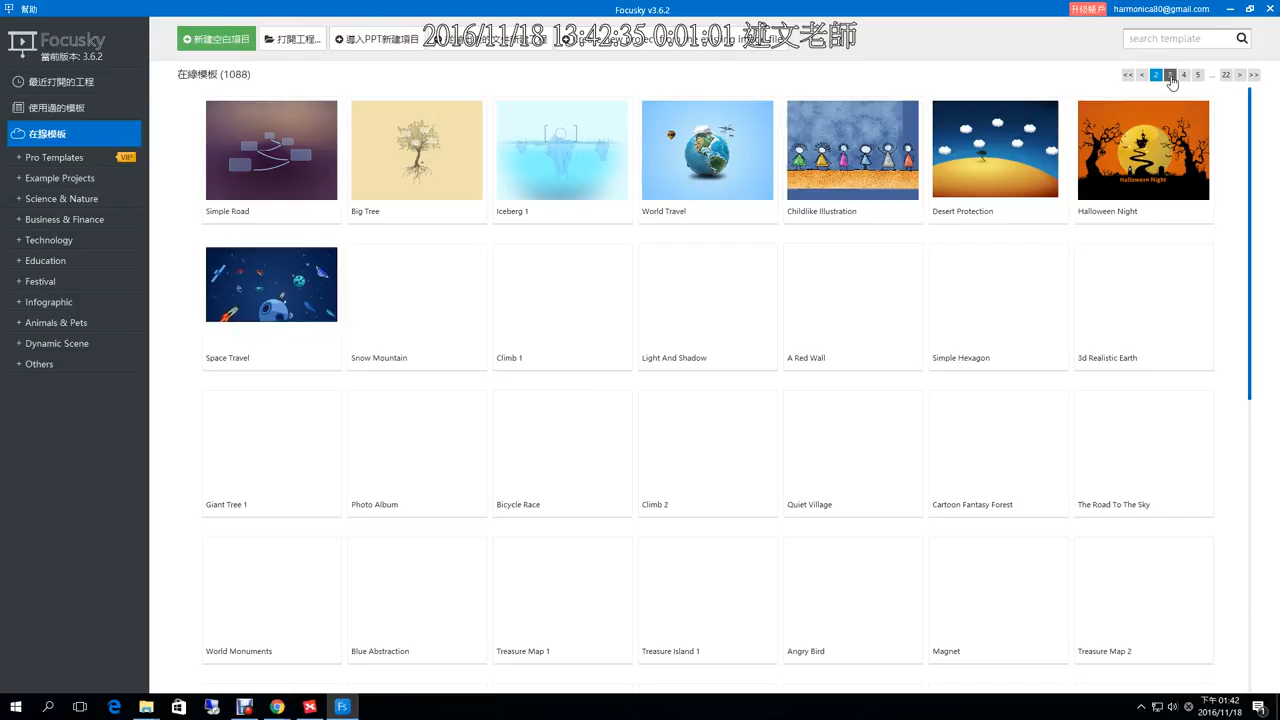 幫助
Focusky v3.6.2
升級賬戶
harmonica80@gmail.com
Focusky
當前版本: 3.6.2
新建空白項目
打開工程...
導入PPT新建項目
2016/11/18 13:42:35 0:01:01 述文老師
search template
最近打開的工程
使用過的模板
在線模板
+ Pro Templates
VIP
+ Example Projects
+ Science & Nature
+ Business & Finance
+ Technology
+ Education
+ Festival
+ Infographic
+ Animals & Pets
+ Dynamic Scene
+ Others
在線模板 (1088)
<< < 2 3 4 5 ... 22 > >>
Halloween Night
Simple Road
Big Tree
Iceberg 1
World Travel
Childlike Illustration
Desert Protection
Halloween Night
Space Travel
Snow Mountain
Climb 1
Light And Shadow
A Red Wall
Simple Hexagon
3d Realistic Earth
Giant Tree 1
Photo Album
Bicycle Race
Climb 2
Quiet Village
Cartoon Fantasy Forest
The Road To The Sky
World Monuments
Blue Abstraction
Treasure Map 1
Treasure Island 1
Angry Bird
Magnet
Treasure Map 2
Fs
下午 01:42
2016/11/18